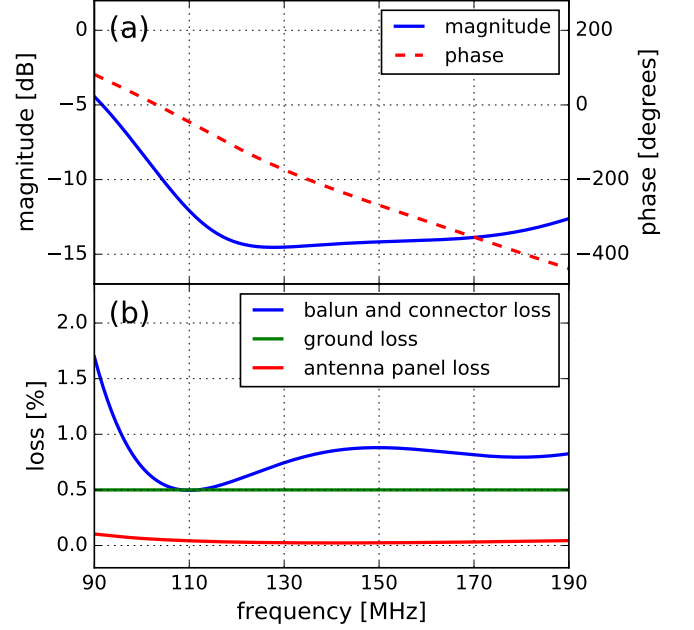 (a)
magnitude
phase
0
−5
−10
−15
magnitude [dB]
200
0
−200
−400
phase [degrees]
(b)
balun and connector loss
ground loss
antenna panel loss
2.0
1.5
1.0
0.5
0.0
loss [%]
90 110 130 150 170 190
frequency [MHz]